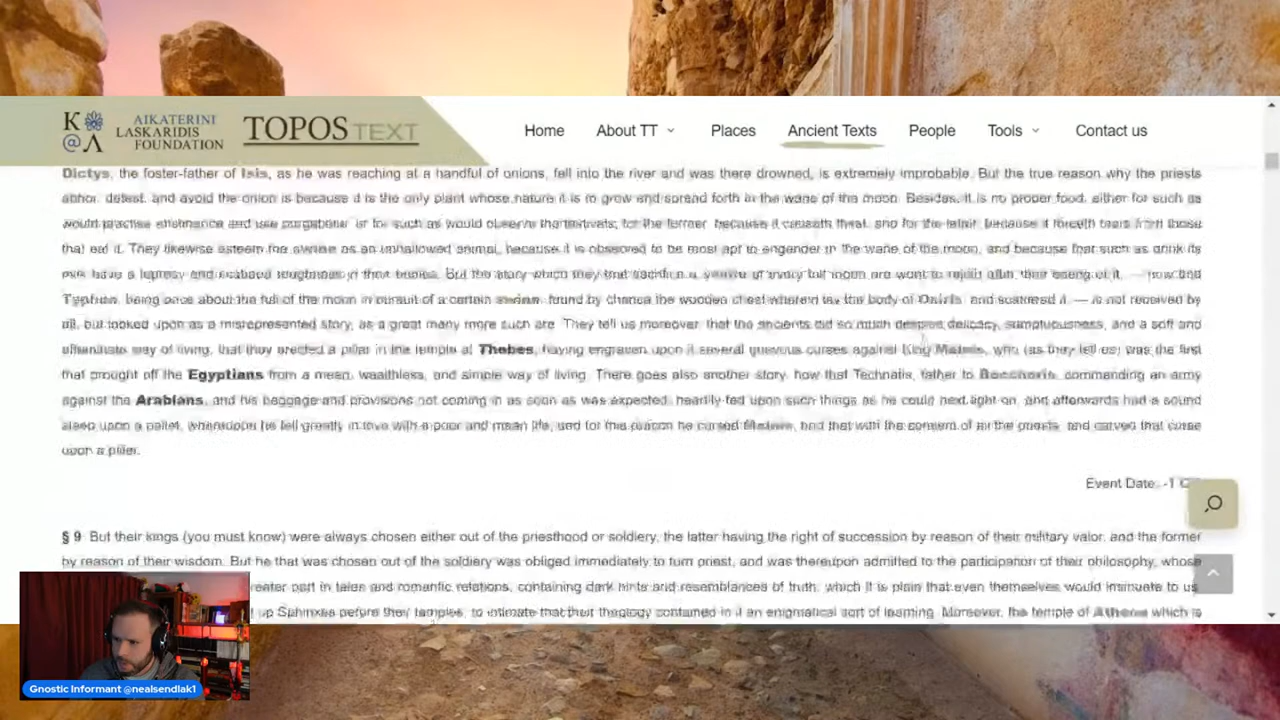 K@Λ
AIKATERINI
LASKARIDIS
FOUNDATION
TOPOS TEXT
Home About TT Places Ancient Texts People Tools Contact us
Dictys, the foster-father of Isis, as he was reaching at a handful of onions, fell into the river and was there drowned, is extremely improbable. But the true reason why the priests
abhor, detest, and avoid the onion is because it is the only plant whose nature it is to grow and spread forth in the wane of the moon. Besides, it is no proper food, either for such as
would practise abstinence and use or for such as would observe the festivals; for the former, because it causeth thirst, and for the latter, because it forceth tears from those
that eat it. They likewise esteem the swine as an unhallowed animal, because it is observed to be most apt to engender in the wane of the moon, and because that such as drink its
milk have a leprosy and roughness in their bodies. But the story which they that sacrifice a swine at every full moon are wont to their eating of it, — how that
Typhon, being once about the full of the moon in pursuit of a certain swine, found by chance the wooden chest wherein lay the body of Osiris, and scattered it, — is not received by
all, but looked upon as a misrepresented story, as a great many more such are. They tell us moreover, that the ancients did so much despise delicacy, sumptuousness, and a soft and
effeminate way of living, that they erected a pillar in the temple at Thebes, having engraven upon it several grievous curses against King Meinis, who (as they tell us) was the first
that brought off the Egyptians from a mean, wealthless, and simple way of living. There goes also another story, how that Technatis, father to Bocchoris, commanding an army
against the Arabians, and his baggage and provisions not coming in as soon as was expected, heartily fed upon such things as he could next light on, and afterwards had a sound
sleep upon a pallet, whereupon he fell greatly in love with a poor and mean life; and for this reason he cursed Meinis, and that with the consent of all the priests, and carved that curse
upon a pillar.
Event Date: -1
§ 9 But their kings (you must know) were always chosen either out of the priesthood or soldiery, the latter having the right of succession by reason of their military valor, and the former
by reason of their wisdom. But he that was chosen out of the soldiery was obliged immediately to turn priest, and was thereupon admitted to the participation of their philosophy, whose
greater part in tales and romantic relations, containing dark hints and resemblances of truth, which it is plain that even themselves would insinuate to us,
up Sphinxes before their temples, to intimate that their theology contained in it an enigmatical sort of learning. Moreover, the temple of Athena which is
Gnostic Informant @nealsendlak1